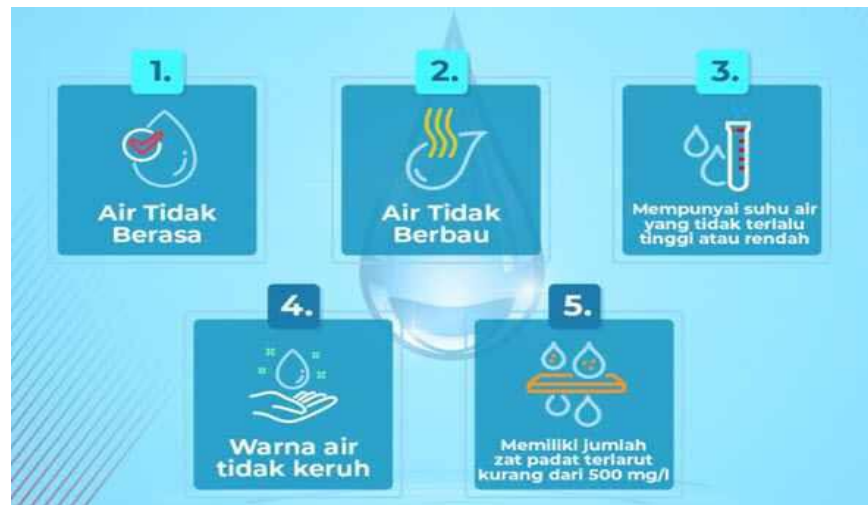 1.
Air Tidak
Berasa
2.
Air Tidak
Berbau
3.
Mempunyai suhu air
yang tidak terlalu
tinggi atau rendah
4.
Warna air
tidak keruh
5.
Memiliki jumlah
zat padat terlarut
kurang dari 500 mg/l